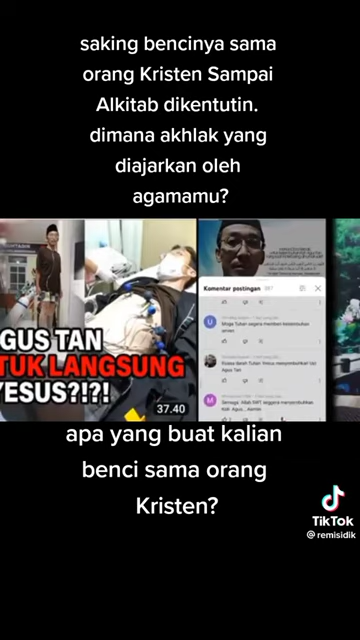 saking bencinya sama
orang Kristen Sampai
Alkitab dikentutin.
dimana akhlak yang
diajarkan oleh
agamamu?
Komentar postingan
AGUS TAN
TUK LANGSUNG
YESUS?!?!
37.40
apa yang buat kalian
benci sama orang
Kristen?
TikTok
@remisidik